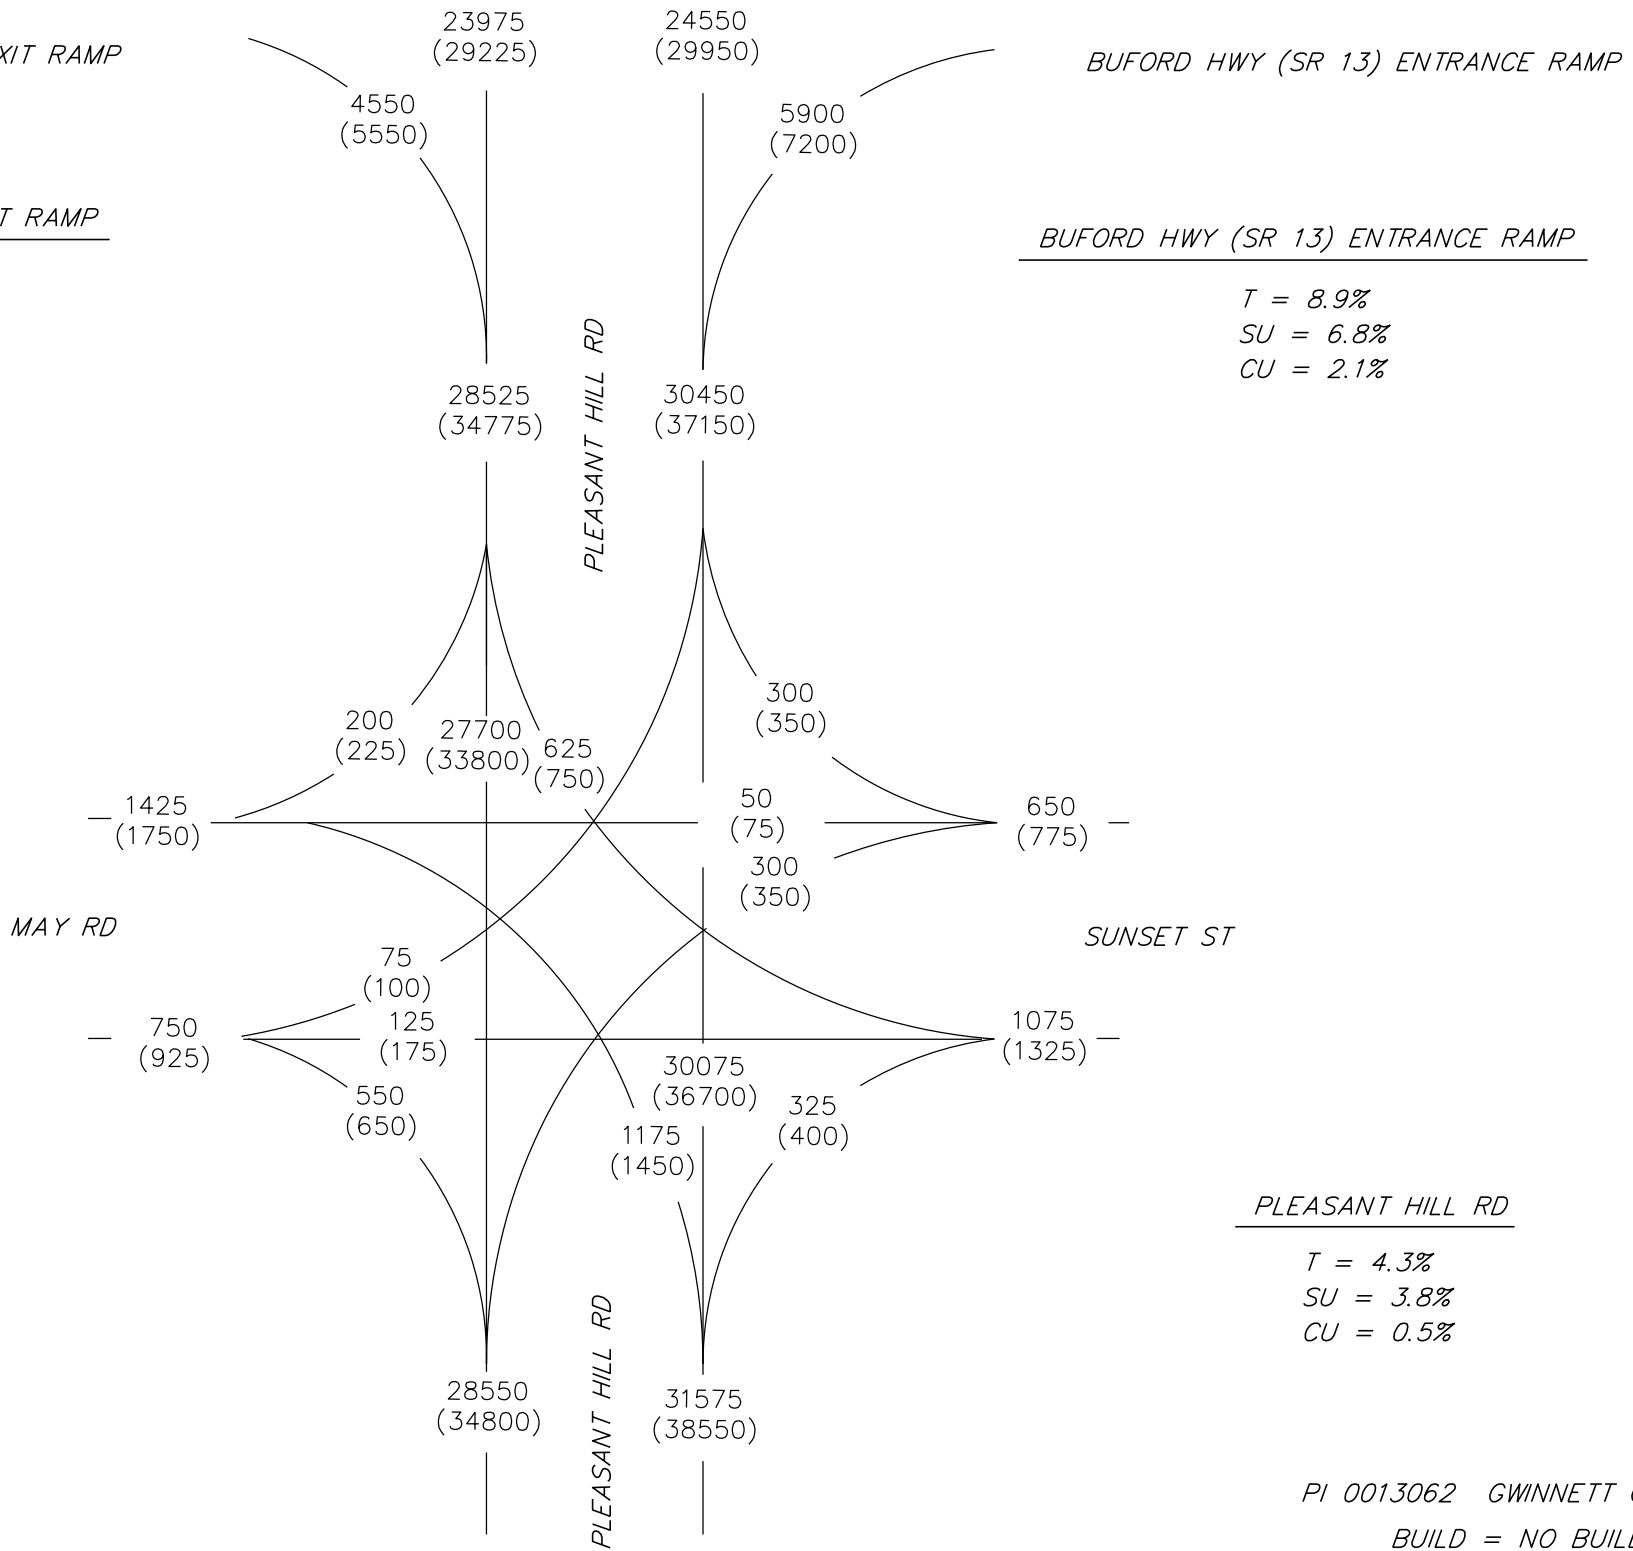 23975
(29225)
24550
(29950)
RAMP
BUFORD HWY (SR 13) ENTRANCE RAMP
4550
(5550)
5900
(7200)
RAMP
BUFORD HWY (SR 13) ENTRANCE RAMP
T = 8.9%
SU = 6.8%
CU = 2.1%
PLEASANT HILL RD
28525
(34775)
30450
(37150)
200
(225)
27700
(33800)
625
(750)
300
(350)
1425
(1750)
50
(75)
650
(775)
300
(350)
MAY RD
SUNSET ST
75
(100)
125
(175)
750
(925)
1075
(1325)
550
(650)
30075
(36700)
325
(400)
1175
(1450)
PLEASANT HILL RD
T = 4.3%
SU = 3.8%
CU = 0.5%
PLEASANT HILL RD
28550
(34800)
31575
(38550)
PI 0013062 GWINNETT
BUILD = NO BUILD